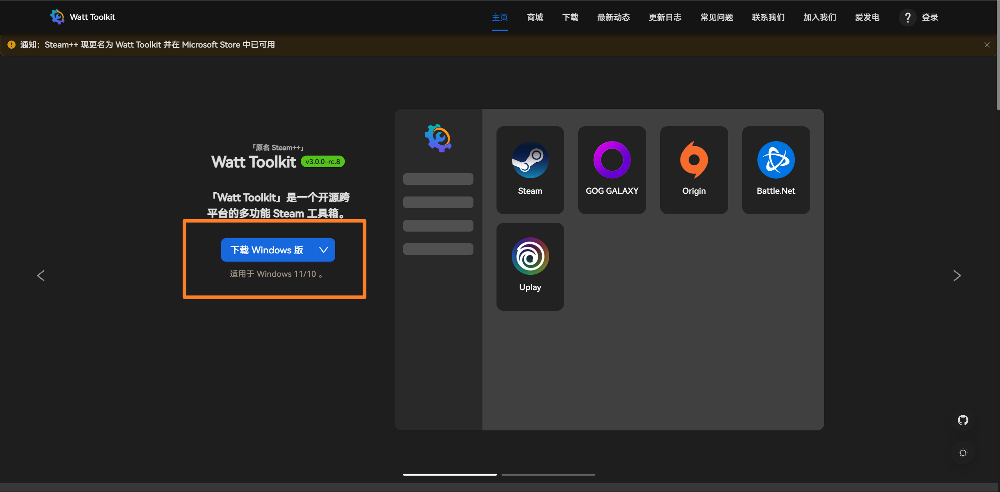 Watt Toolkit
主页 商城 下载 最新动态 更新日志 常见问题 联系我们 加入我们 爱发电 ? 登录
通知：Steam++ 现更名为 Watt Toolkit 并在 Microsoft Store 中已可用
「原名 Steam++」
Watt Toolkit v3.0.0-rc.8
「Watt Toolkit」是一个开源跨
平台的多功能 Steam 工具箱。
下载 Windows 版
适用于 Windows 11/10 。
Steam
GOG GALAXY
Origin
Battle.Net
Uplay